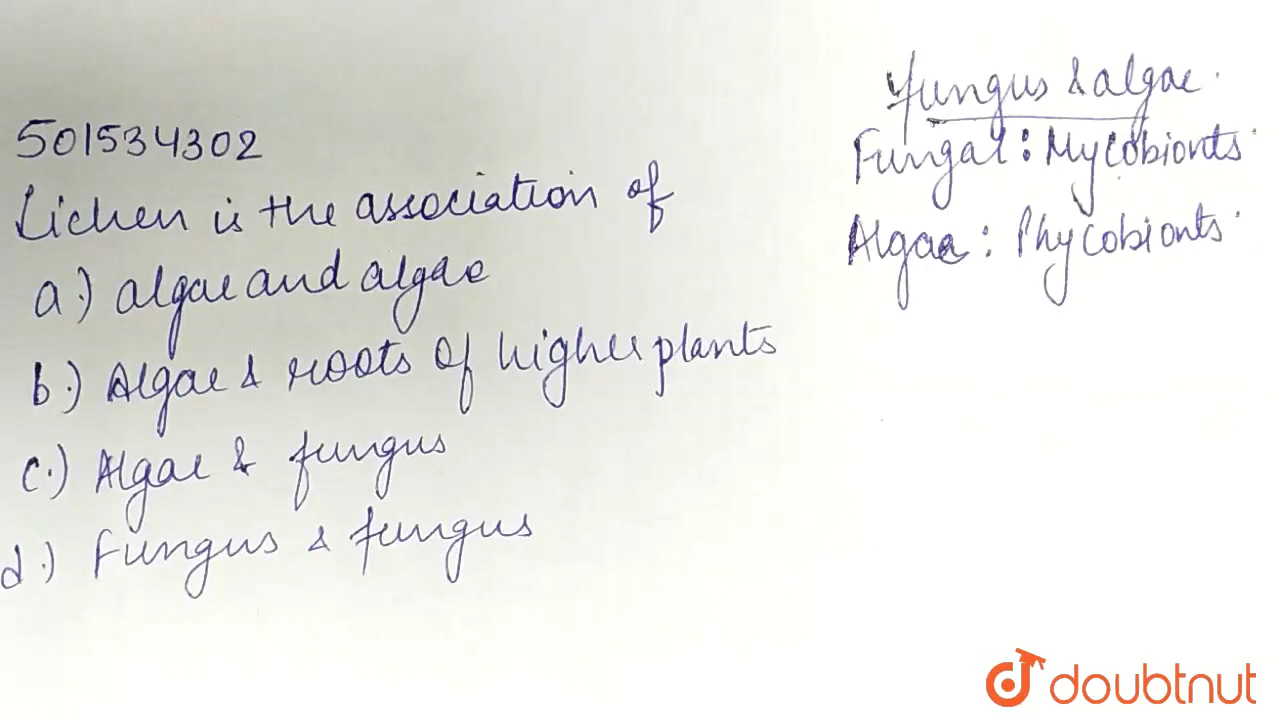 501534302
Lichen is the association of
a.) algae and algae
b.) Algae & roots of higher plants
c.) Algae & fungus
d.) Fungus & fungus
fungus & algae.
Fungal : Mycobionts
Algae : Phycobionts
doubtnut